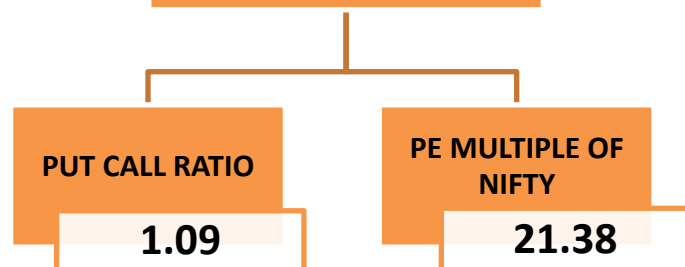 PUT CALL RATIO
1.09
PE MULTIPLE OF
NIFTY
21.38